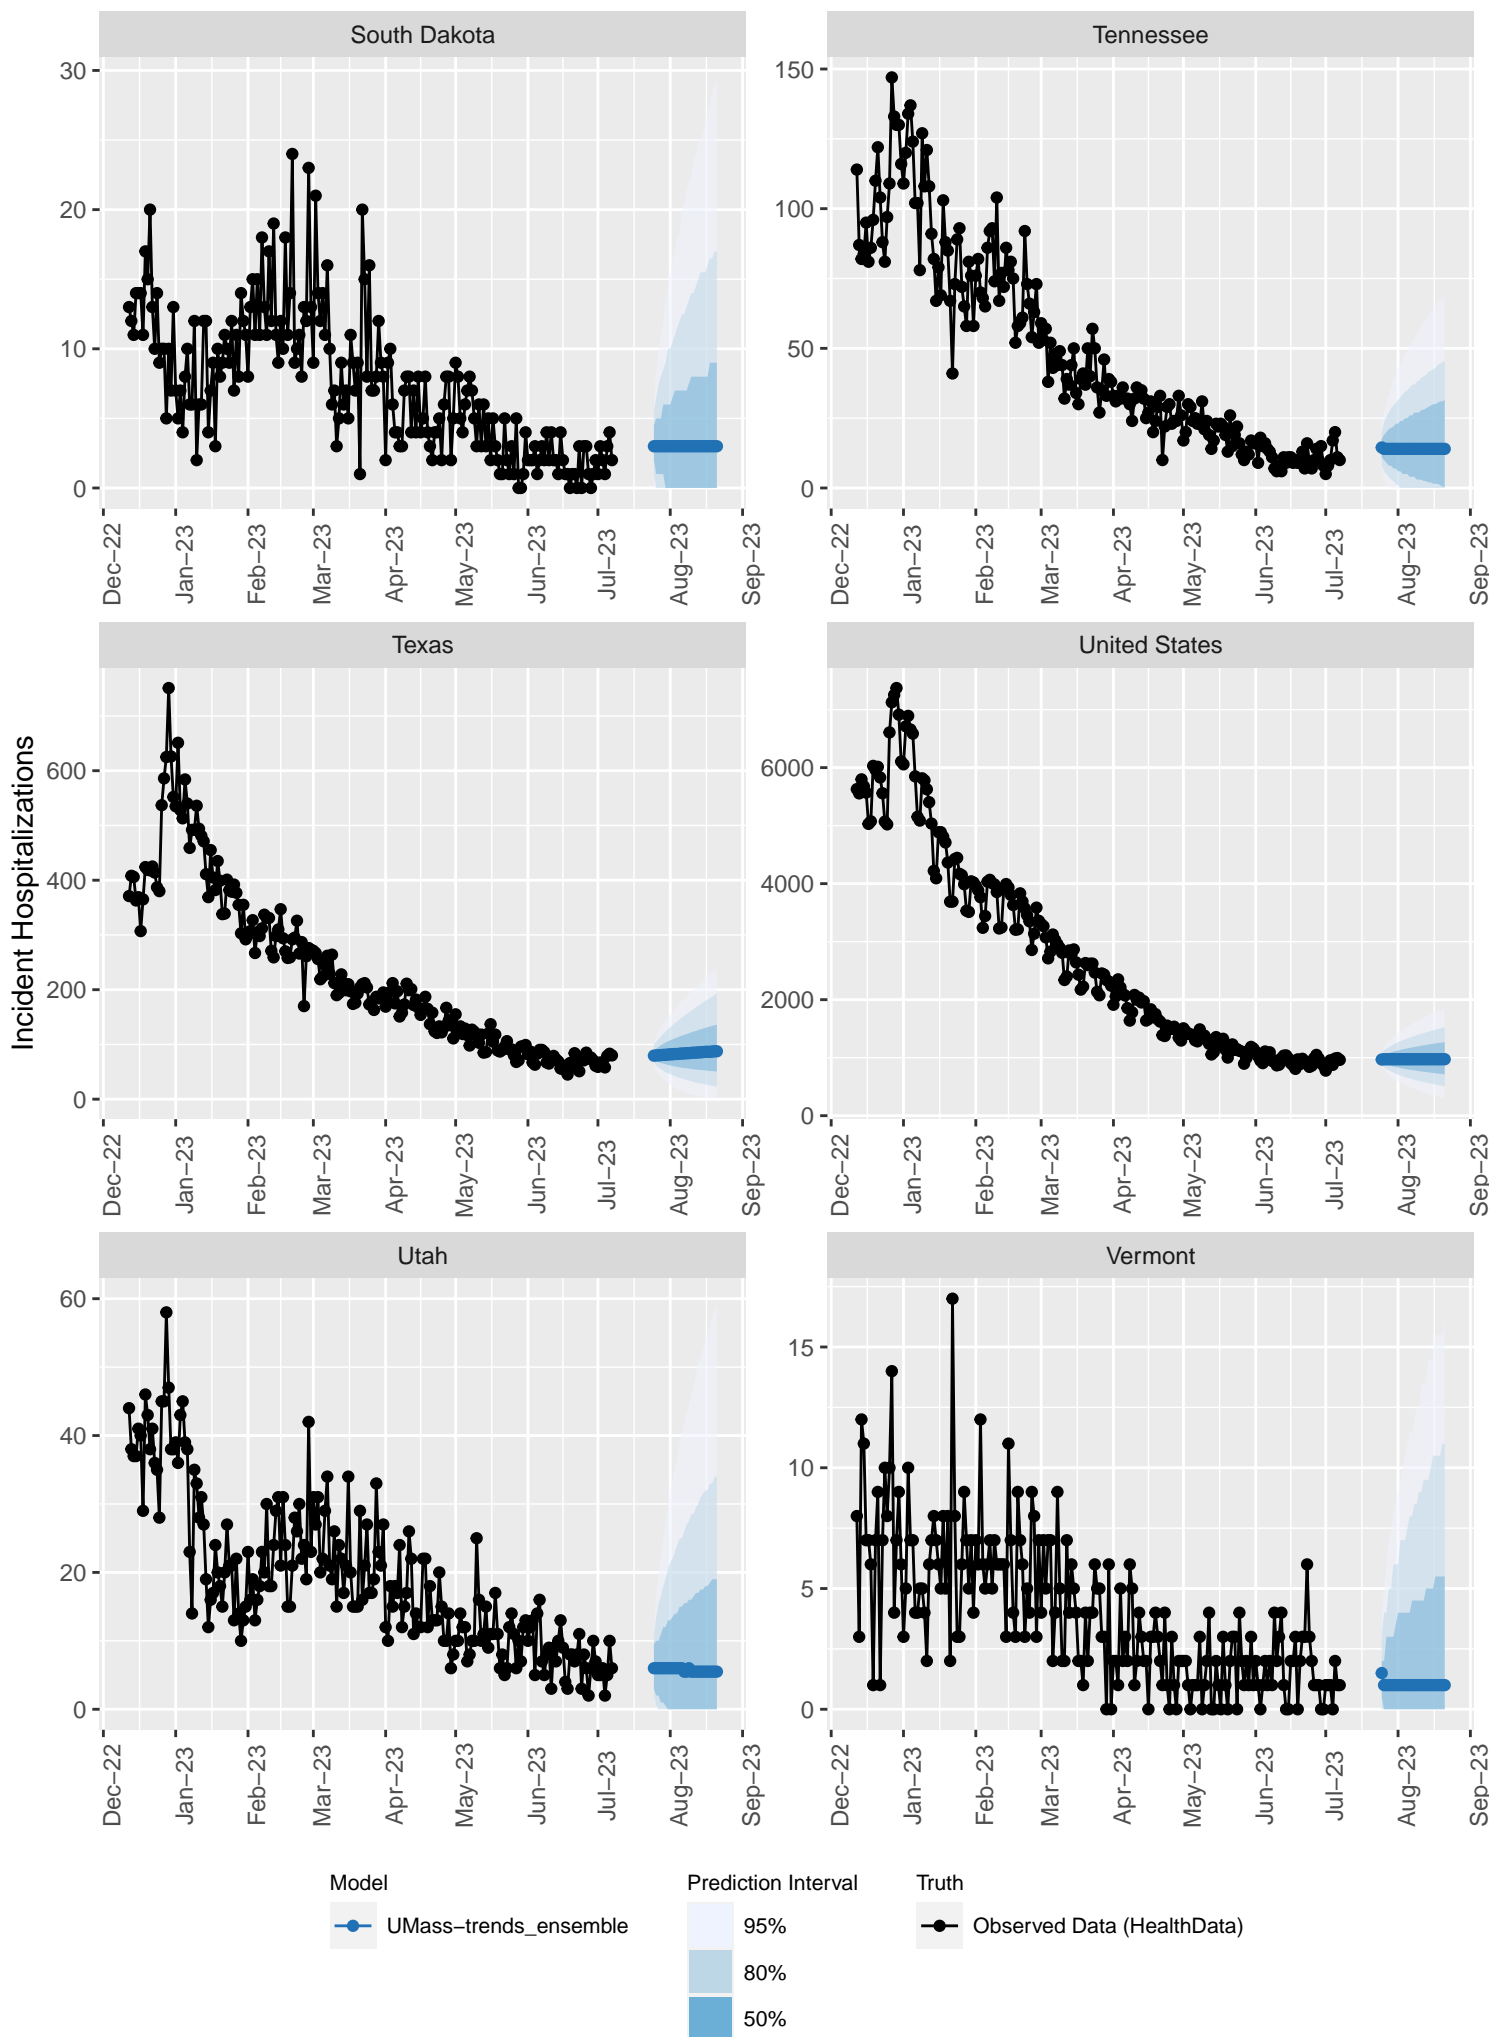 South Dakota
Tennessee
30
20
10
0
150
100
50
0
Dec−22
Jan−23
Feb−23
Mar−23
Apr−23
May−23
Jun−23
Jul−23
Aug−23
Sep−23
Dec−22
Jan−23
Feb−23
Mar−23
Apr−23
May−23
Jun−23
Jul−23
Aug−23
Sep−23
Incident Hospitalizations
Texas
United States
600
400
200
0
6000
4000
2000
0
Dec−22
Jan−23
Feb−23
Mar−23
Apr−23
May−23
Jun−23
Jul−23
Aug−23
Sep−23
Dec−22
Jan−23
Feb−23
Mar−23
Apr−23
May−23
Jun−23
Jul−23
Aug−23
Sep−23
Utah
Vermont
60
40
20
0
15
10
5
0
Dec−22
Jan−23
Feb−23
Mar−23
Apr−23
May−23
Jun−23
Jul−23
Aug−23
Sep−23
Dec−22
Jan−23
Feb−23
Mar−23
Apr−23
May−23
Jun−23
Jul−23
Aug−23
Sep−23
Model
UMass−trends_ensemble
Prediction Interval
95%
80%
50%
Truth
Observed Data (HealthData)